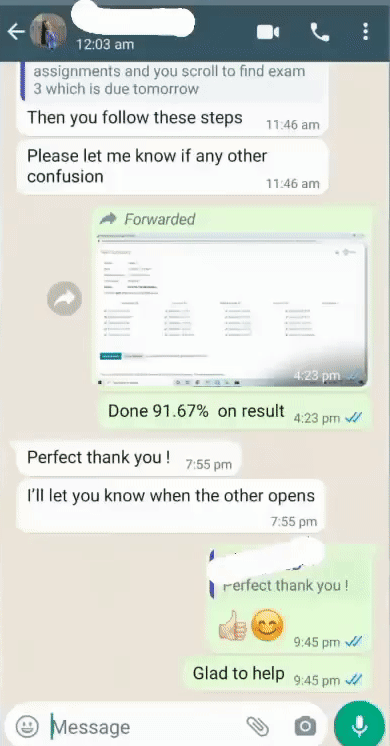 12:03 am
assignments and you scroll to find exam
3 which is due tomorrow
Then you follow these steps 11:46 am
Please let me know if any other
confusion
11:46 am
Forwarded
4:23 pm
Done 91.67% on result 4:23 pm
Perfect thank you ! 7:55 pm
I'll let you know when the other opens
7:55 pm
Perfect thank you !
👍😊
9:45 pm
Glad to help 9:45 pm
Message